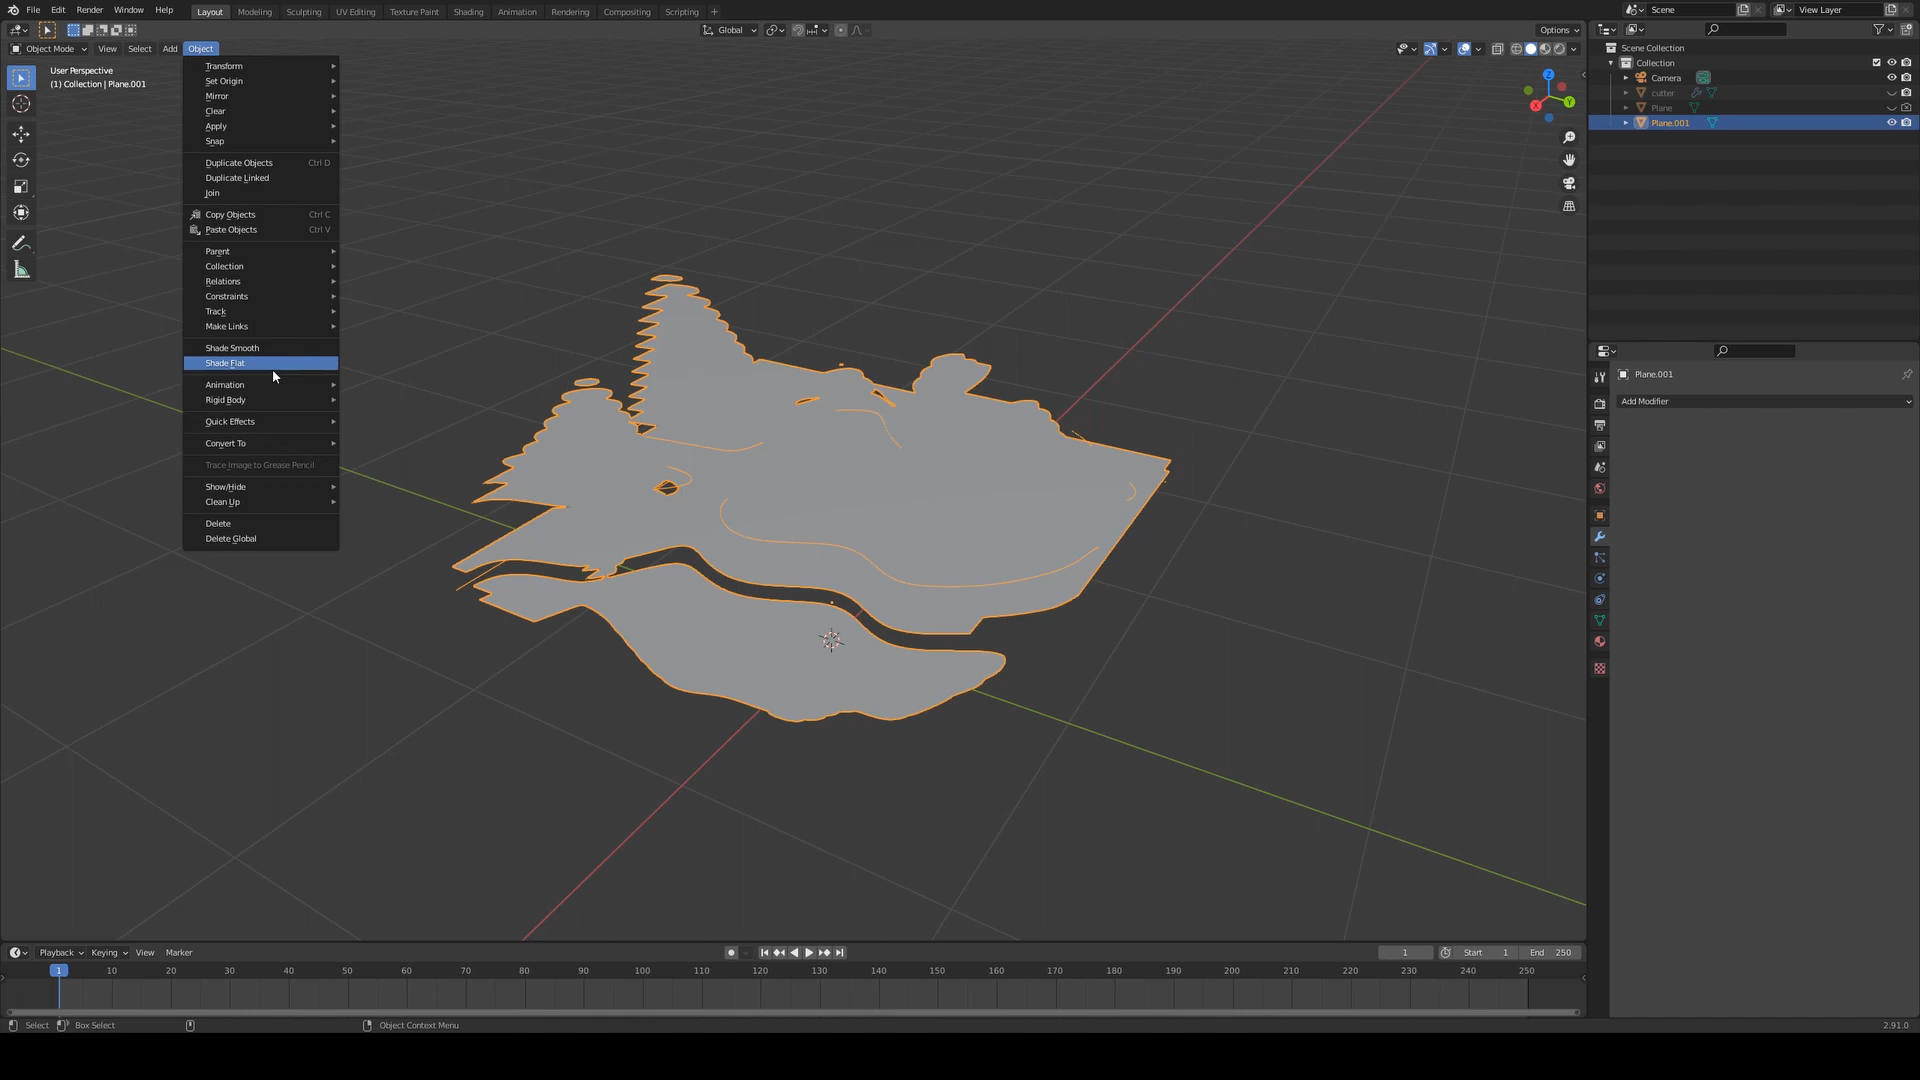 File Edit Render Window Help Layout Modeling Sculpting UV Editing Texture Paint Shading Animation Rendering Compositing Scripting + Scene View Layer
Global Options
Object Mode View Select Add Object
User Perspective
(1) Collection | Plane.001
Transform
Set Origin
Mirror
Clear
Apply
Snap
Duplicate Objects Ctrl D
Duplicate Linked
Join
Copy Objects Ctrl C
Paste Objects Ctrl V
Parent
Collection
Relations
Constraints
Track
Make Links
Shade Smooth
Shade Flat
Animation
Rigid Body
Quick Effects
Convert To
Trace Image to Grease Pencil
Show/Hide
Clean Up
Delete
Delete Global
Z
Y
X
Scene Collection
Collection
Camera
cutter
Plane
Plane.001
Plane.001
Add Modifier
Playback Keying View Marker 1 Start 1 End 250
1 10 20 30 40 50 60 70 80 90 100 110 120 130 140 150 160 170 180 190 200 210 220 230 240 250
Select Box Select Object Context Menu 2.91.0